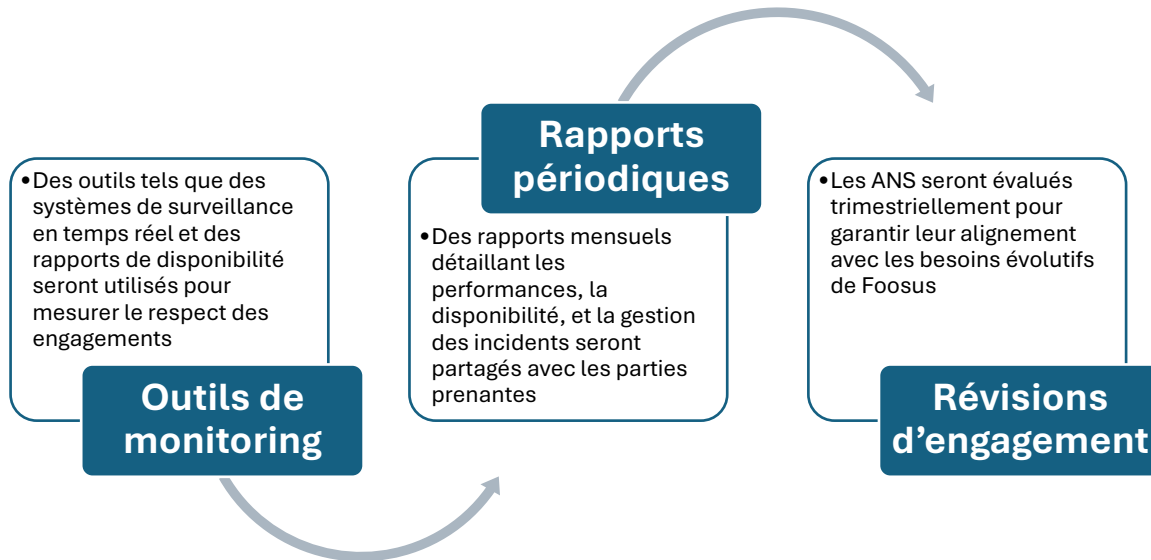 •Des outils tels que des
systèmes de surveillance
en temps réel et des
rapports de disponibilité
seront utilisés pour
mesurer le respect des
engagements
Outils de
monitoring
Rapports
périodiques
•Des rapports mensuels
détaillant les
performances, la
disponibilité, et la gestion
des incidents seront
partagés avec les parties
prenantes
•Les ANS seront évalués
trimestriellement pour
garantir leur alignement
avec les besoins évolutifs
de Foosus
Révisions
d’engagement